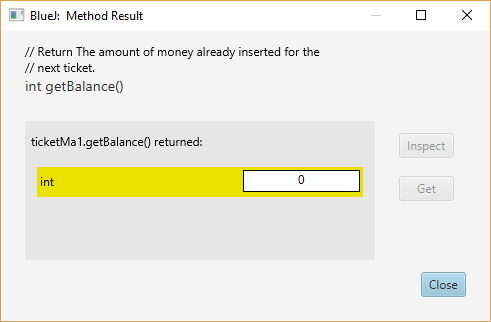 BlueJ: Method Result
// Return The amount of money already inserted for the
// next ticket.
int getBalance()
ticketMa1.getBalance() returned:
int 0
Inspect
Get
Close